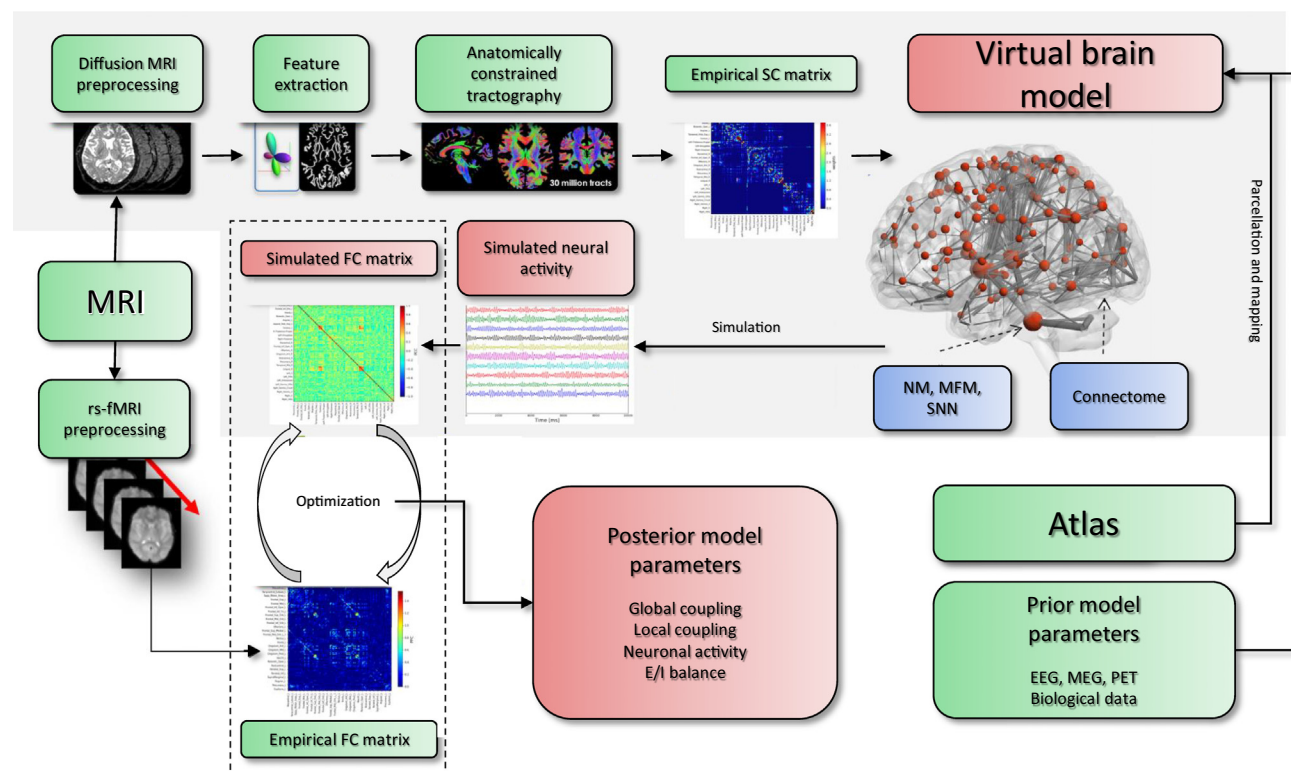 Diffusion MRI
preprocessing
Feature
extraction
Anatomically
constrained
tractography
Empirical SC matrix
Virtual brain
model
30 million tracts
Parcellation and mapping
MRI
Simulated FC matrix
Simulated neural
activity
Simulation
Time [ms]
NM, MFM,
SNN
Connectome
rs-fMRI
preprocessing
Optimization
Posterior model
parameters
Global coupling
Local coupling
Neuronal activity
E/I balance
Atlas
Prior model
parameters
EEG, MEG, PET
Biological data
Empirical FC matrix